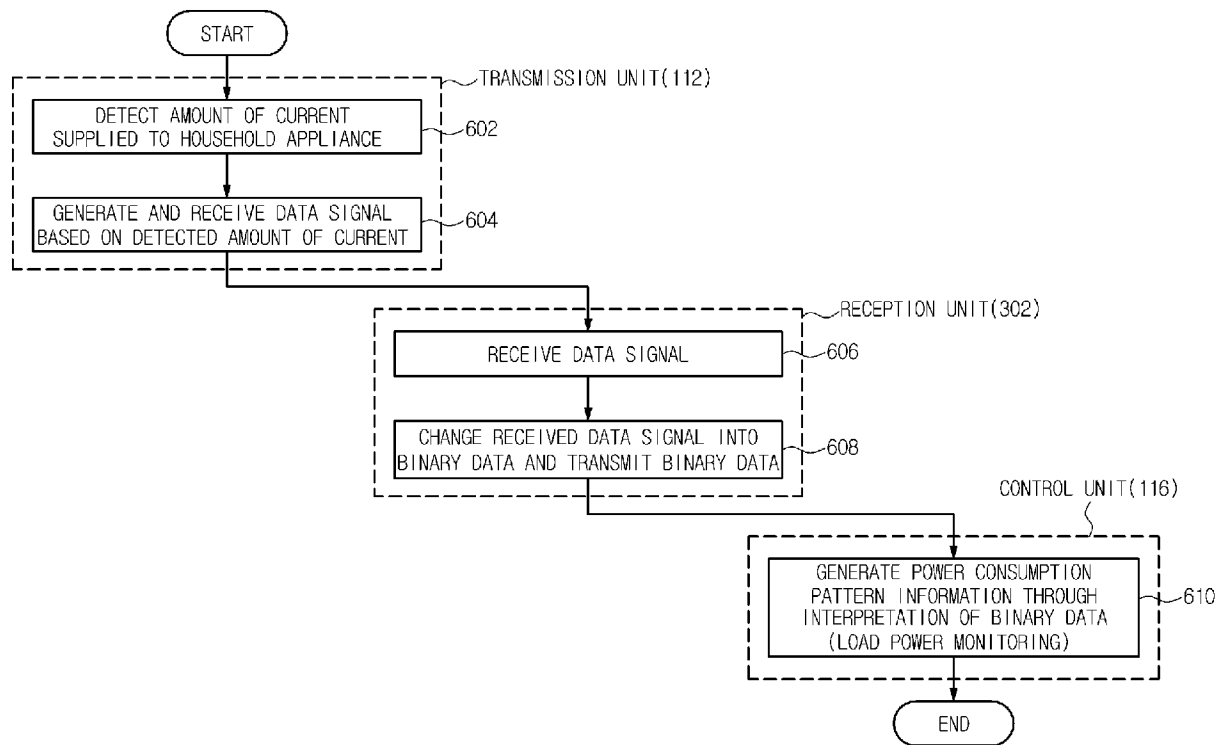 START
TRANSMISSION UNIT(112)
DETECT AMOUNT OF CURRENT
SUPPLIED TO HOUSEHOLD APPLIANCE
602
GENERATE AND RECEIVE DATA SIGNAL
BASED ON DETECTED AMOUNT OF CURRENT
604
RECEPTION UNIT(302)
RECEIVE DATA SIGNAL
606
CHANGE RECEIVED DATA SIGNAL INTO
BINARY DATA AND TRANSMIT BINARY DATA
608
CONTROL UNIT(116)
GENERATE POWER CONSUMPTION
PATTERN INFORMATION THROUGH
INTERPRETATION OF BINARY DATA
(LOAD POWER MONITORING)
610
END